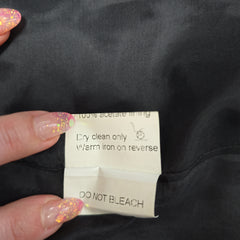 100% acetate lining
Dry clean only
Warm iron on reverse
DO NOT BLEACH